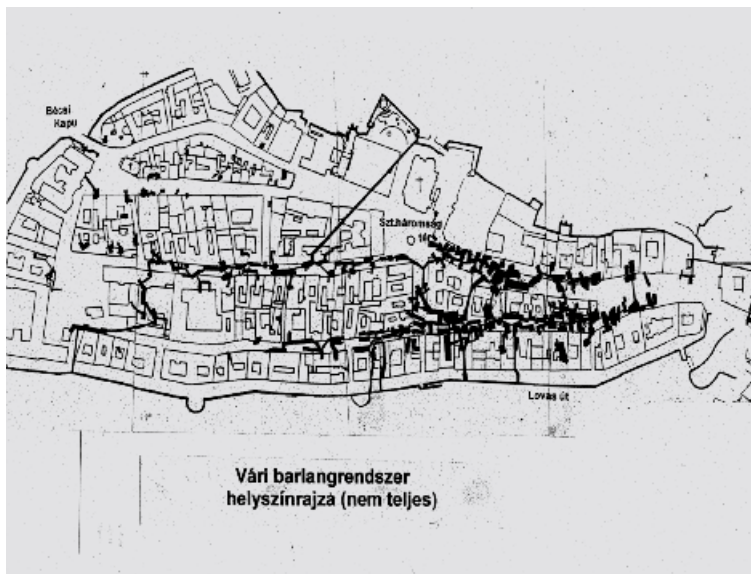 Bécsi
Kapu
Szt.háromság
tér
Lovas út
Vári barlangrendszer
helyszínrajza (nem teljes)